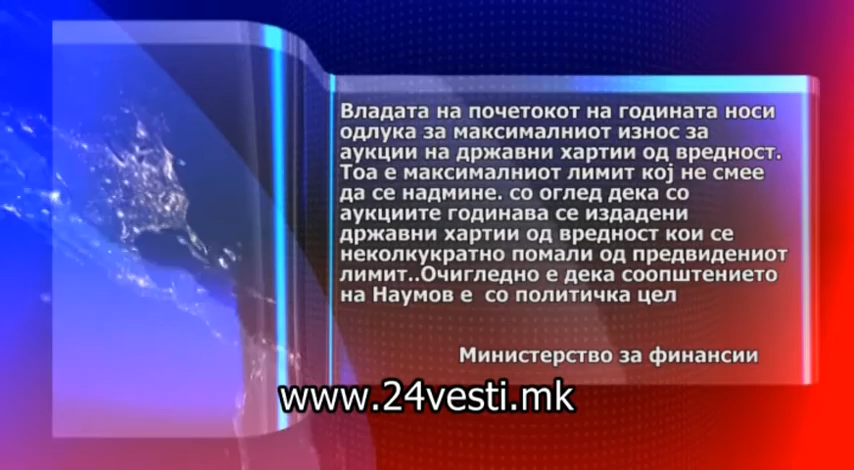 Владата на почетокот на годината носи
одлука за максималниот износ за
аукции на државни хартии од вредност.
Тоа е максималниот лимит кој не смее
да се надмине. со оглед дека со
аукциите годинава се издадени
државни хартии од вредност кои се
неколкукратно помали од предвидениот
лимит..Очигледно е дека соопштението
на Наумов е  со политичка цел
Министерство за финансии
www.24vesti.mk